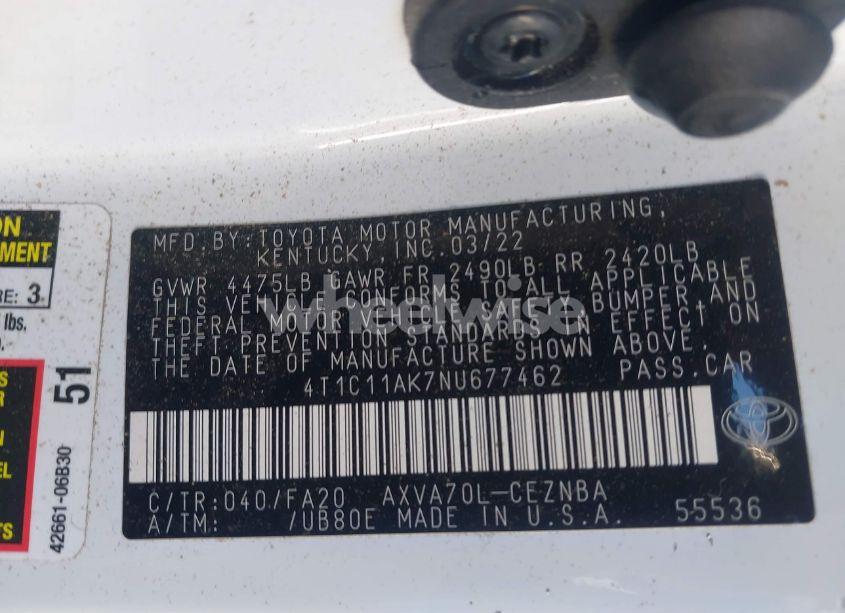 MFD. BY: TOYOTA MOTOR MANUFACTURING,
KENTUCKY, INC. 03/22
GVWR 4475LB GAWR FR 2490LB RR 2420LB
THIS VEHICLE CONFORMS TO ALL APPLICABLE
FEDERAL MOTOR VEHICLE SAFETY, BUMPER, AND
THEFT PREVENTION STANDARDS IN EFFECT ON
THE DATE OF MANUFACTURE SHOWN ABOVE.
4T1C11AK7NU677462 PASS.CAR
C/TR:040/FA20 AXVA70L-CEZNBA
A/TM: /UB80E MADE IN U.S.A. 55536
wheelwise
MENT
RE: 3
lbs.
51
42661-06B30